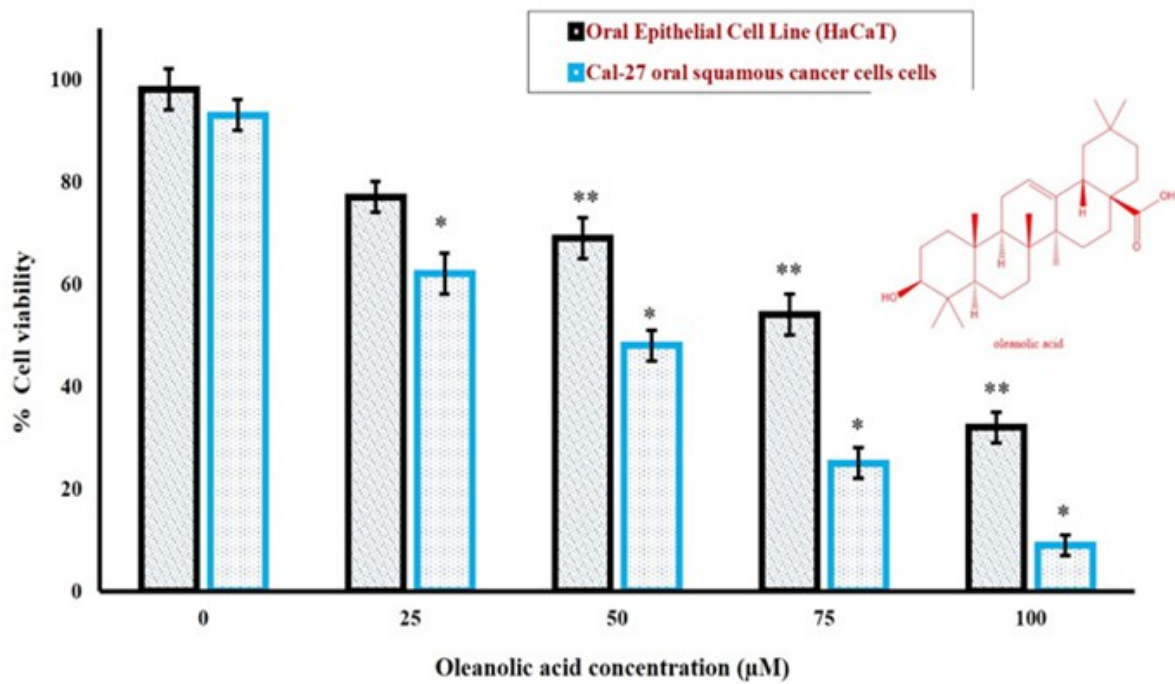 Oral Epithelial Cell Line (HaCaT)
Cal-27 oral squamous cancer cells cells
% Cell viability
100
80
60
40
20
0
*
**
*
**
*
**
*
OH
O
H
H
H
HO
oleanolic acid
0 25 50 75 100
Oleanolic acid concentration (μM)